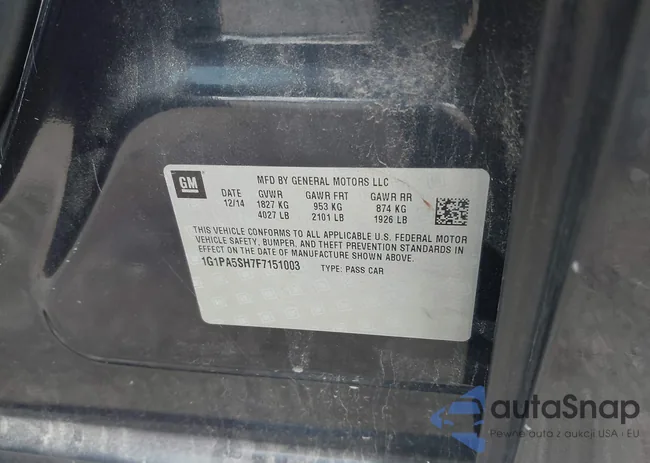 GM
MFD BY GENERAL MOTORS LLC
DATE GVWR GAWR FRT GAWR RR
12/14 1827 KG 953 KG 874 KG
4027 LB 2101 LB 1926 LB
THIS VEHICLE CONFORMS TO ALL APPLICABLE U.S. FEDERAL MOTOR
VEHICLE SAFETY, BUMPER, AND THEFT PREVENTION STANDARDS IN
EFFECT ON THE DATE OF MANUFACTURE SHOWN ABOVE.
1G1PA5SH7F7151003 TYPE: PASS CAR
autoSnap
Pewne auta z aukcji USA i EU